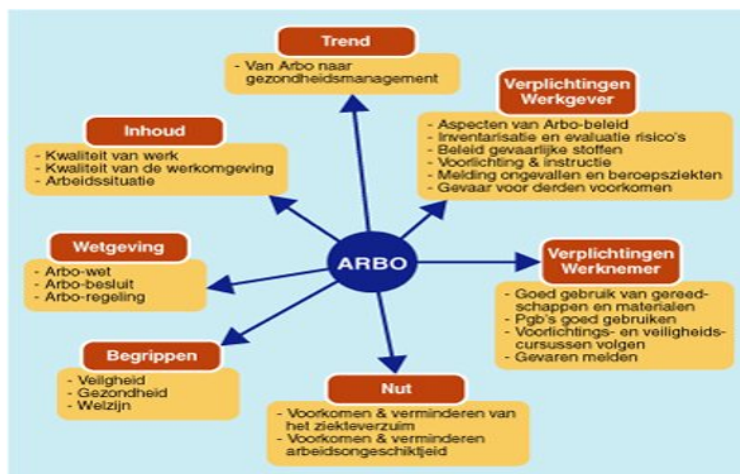 Trend
- Van Arbo naar
gezondheidsmanagement
Verplichtingen
Werkgever
- Aspecten van Arbo-beleid
- Inventarisatie en evaluatie risico's
- Beleid gevaarlijke stoffen
- Voorlichting & instructie
- Melding ongevallen en beroepsziekten
- Gevaar voor derden voorkomen
Inhoud
- Kwaliteit van werk
- Kwaliteit van de werkomgeving
- Arbeidssituatie
ARBO
Wetgeving
- Arbo-wet
- Arbo-besluit
- Arbo-regeling
Verplichtingen
Werknemer
- Goed gebruik van gereed-
schappen en materialen
- Pgb's goed gebruiken
- Voorlichtings- en veiligheids-
cursussen volgen
- Gevaren melden
Begrippen
- Veilgheid
- Gezondheid
- Welzijn
Nut
- Voorkomen & verminderen van
het ziekteverzuim
- Voorkomen & verminderen
arbeidsongeschiktjeid